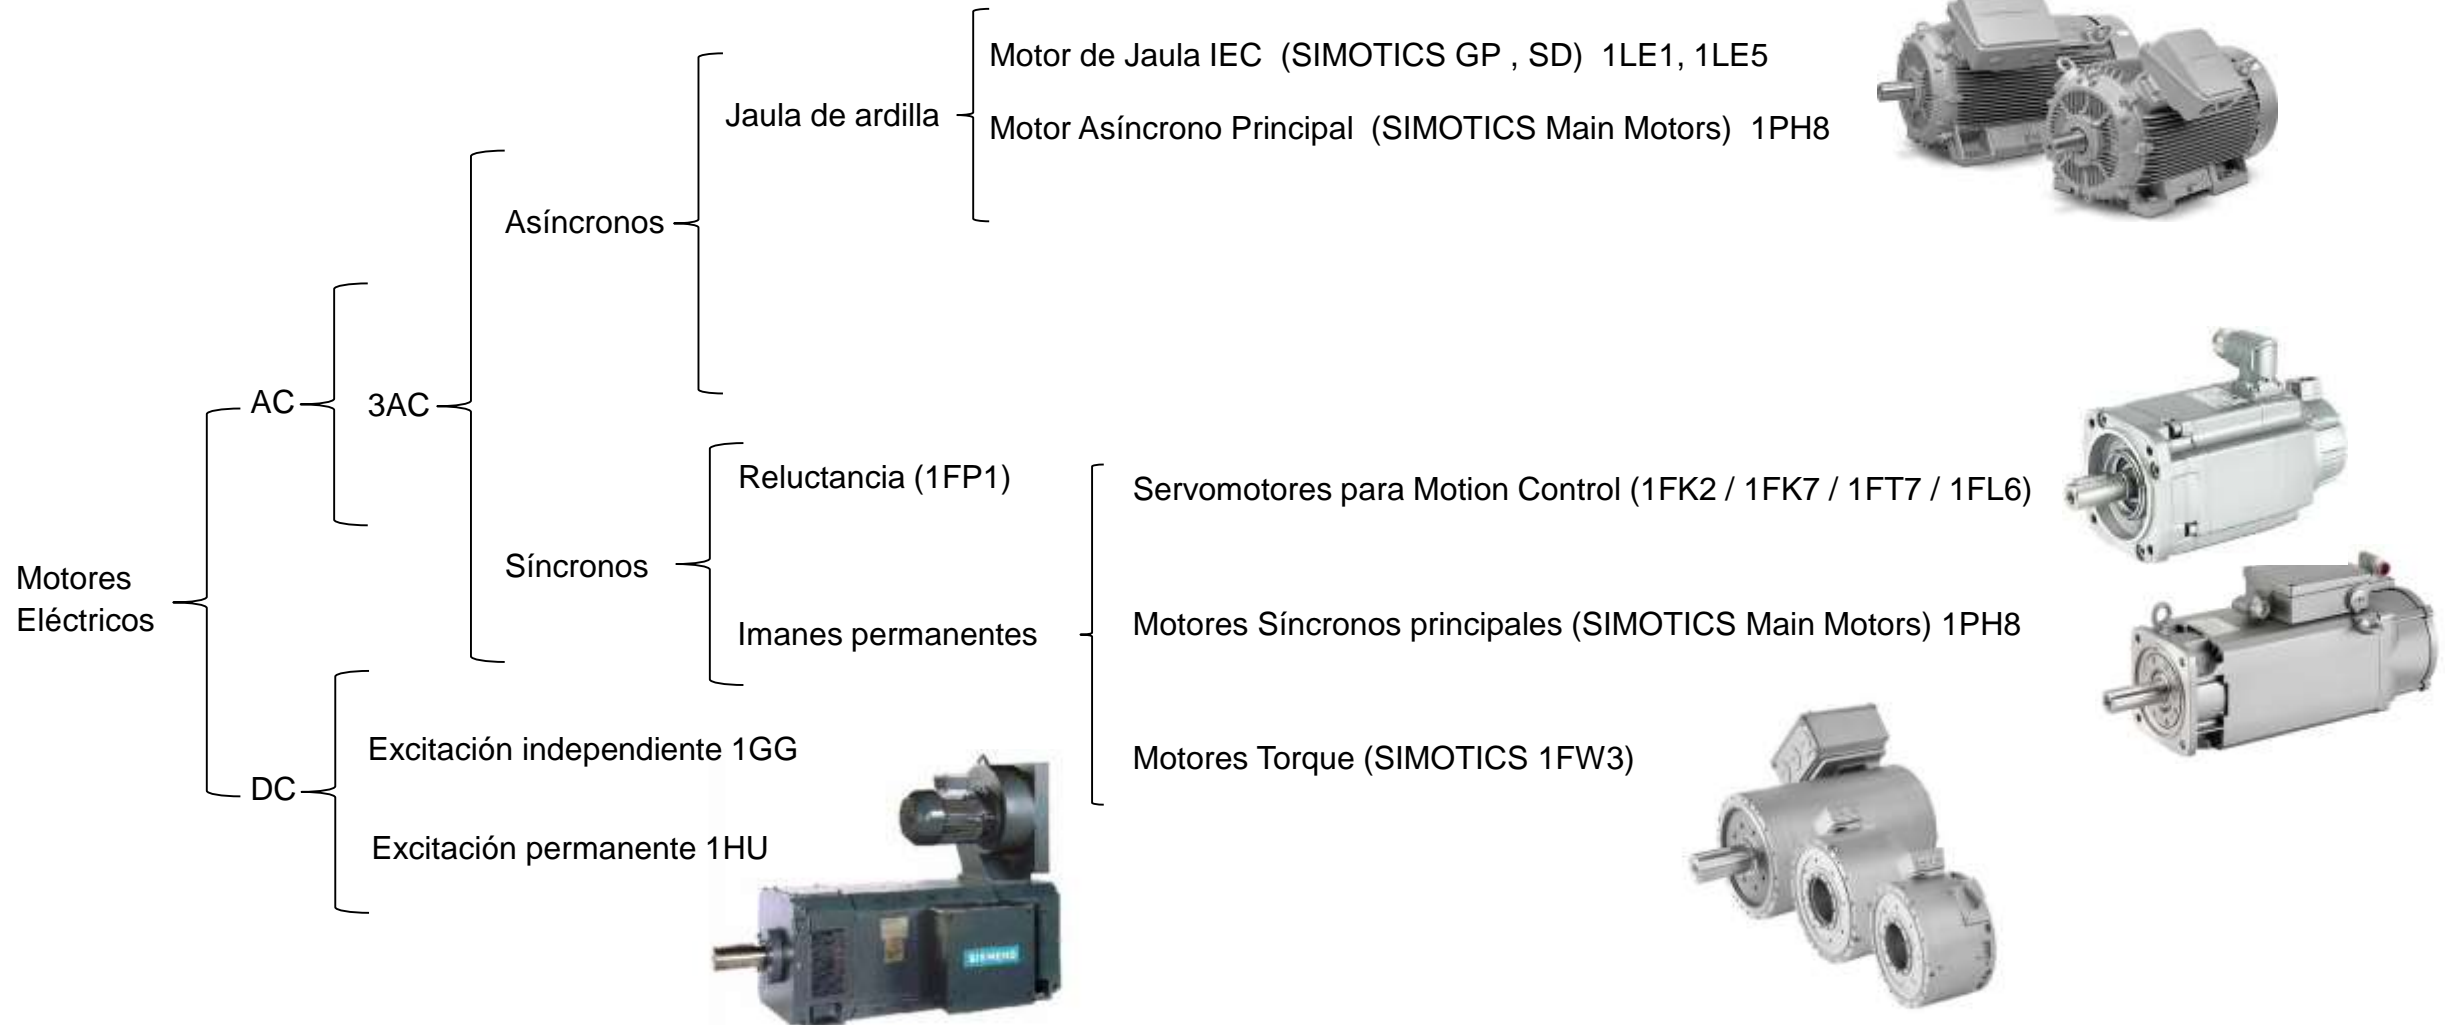 Motor de Jaula IEC (SIMOTICS GP , SD) 1LE1, 1LE5
Jaula de ardilla
Motor Asíncrono Principal (SIMOTICS Main Motors) 1PH8
Asíncronos
AC
3AC
Reluctancia (1FP1)
Servomotores para Motion Control (1FK2 / 1FK7 / 1FT7 / 1FL6)
Síncronos
Motores
Eléctricos
Imanes permanentes
Motores Síncronos principales (SIMOTICS Main Motors) 1PH8
Excitación independiente 1GG
Motores Torque (SIMOTICS 1FW3)
DC
Excitación permanente 1HU
SIEMENS